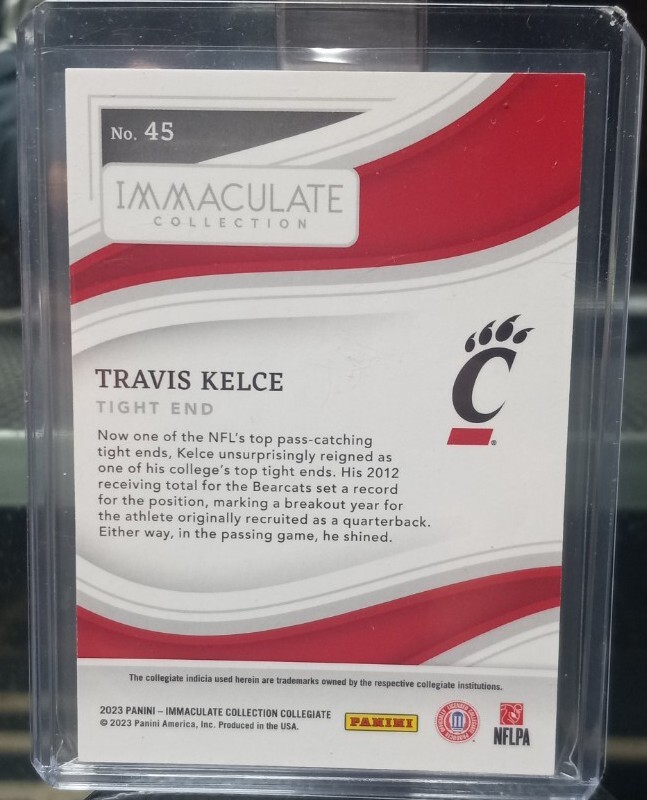 No. 45
IMMACULATE
COLLECTION
C
TRAVIS KELCE
TIGHT END
Now one of the NFL's top pass-catching
tight ends, Kelce unsurprisingly reigned as
one of his college's top tight ends. His 2012
receiving total for the Bearcats set a record
for the position, marking a breakout year for
the athlete originally recruited as a quarterback.
Either way, in the passing game, he shined.
The collegiate indicia used herein are trademarks owned by the respective collegiate institutions.
2023 PANINI – IMMACULATE COLLECTION COLLEGIATE
© 2023 Panini America, Inc. Produced in the USA.
PANINI
NFLPA